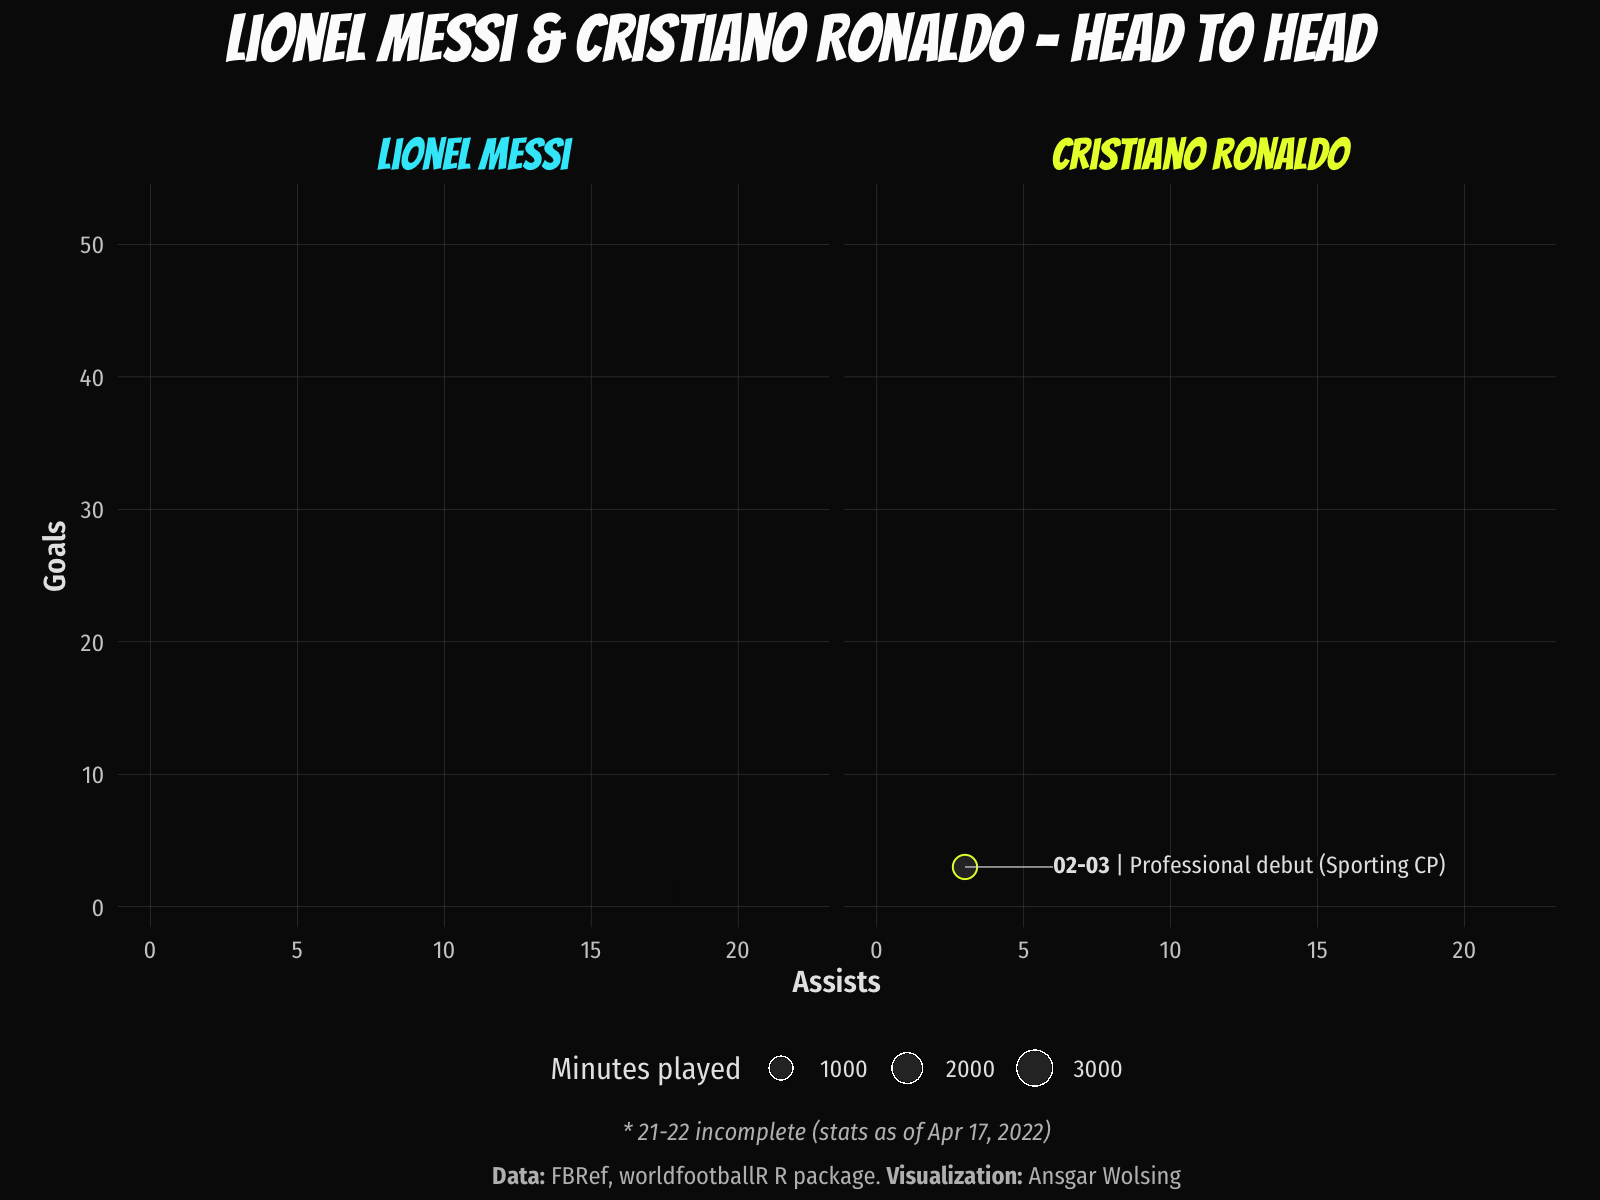 LIONEL MESSI & CRISTIANO RONALDO - HEAD TO HEAD
LIONEL MESSI
CRISTIANO RONALDO
50
40
30
20
10
0
Goals
02-03 | Professional debut (Sporting CP)
0 5 10 15 20 0 5 10 15 20
Assists
Minutes played 1000 2000 3000
* 21-22 incomplete (stats as of Apr 17, 2022)
Data: FBRef, worldfootballR R package. Visualization: Ansgar Wolsing